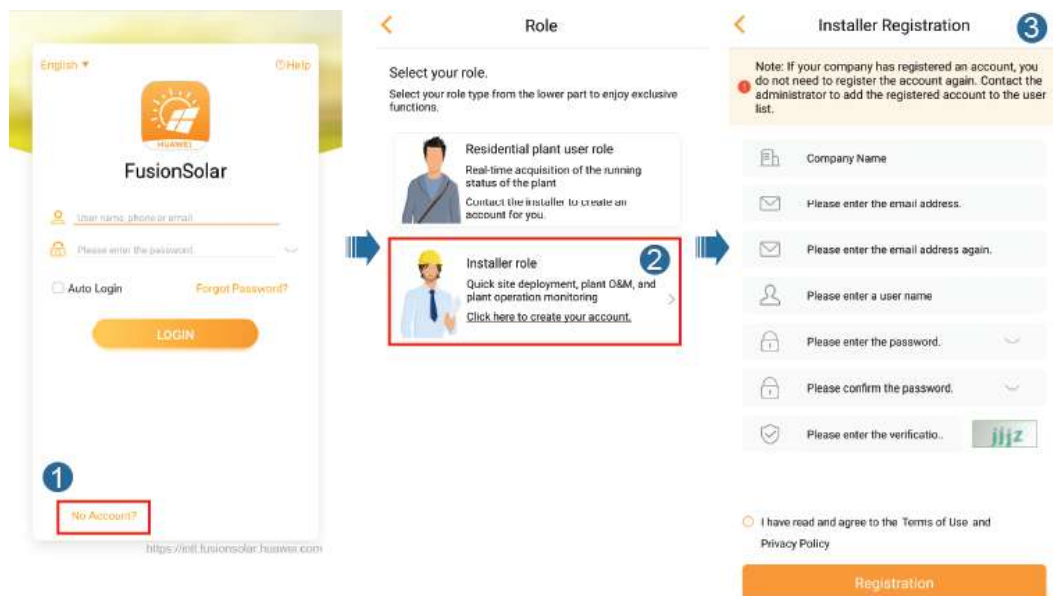 English ▼
Help
HUAWEI
FusionSolar
User name, phone or email
Please enter the password.
Auto Login
Forgot Password?
LOGIN
1
No Account?
https://intl.fusionsolar.huawei.com
Role
Select your role.
Select your role type from the lower part to enjoy exclusive
functions.
Residential plant user role
Real-time acquisition of the running
status of the plant
Contact the installer to create an
account for you.
2
Installer role
Quick site deployment, plant O&M, and
plant operation monitoring
Click here to create your account.
Installer Registration
3
Note: If your company has registered an account, you
do not need to register the account again. Contact the
administrator to add the registered account to the user
list.
Company Name
Please enter the email address.
Please enter the email address again.
Please enter a user name
Please enter the password.
Please confirm the password.
Please enter the verificatio..
jjjz
I have read and agree to the Terms of Use and
Privacy Policy
Registration